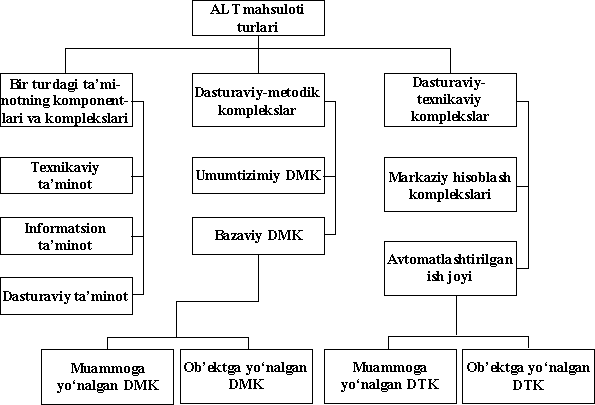 ALT mahsuloti
turlari
Bir turdagi ta’mi-
notning komponent-
lari va komplekslari
Dasturaviy-metodik
komplekslar
Dasturaviy-
texnikaviy
komplekslar
Texnikaviy
ta’minot
Umumtizimiy DMK
Markaziy hisoblash
komplekslari
Informatsion
ta’minot
Bazaviy DMK
Avtomatlashtirilgan
ish joyi
Dasturaviy ta’minot
Muammoga
yo‘nalgan DMK
Ob’ektga yo‘nalgan
DMK
Muammoga
yo‘nalgan DTK
Ob’ektga yo‘nalgan
DTK